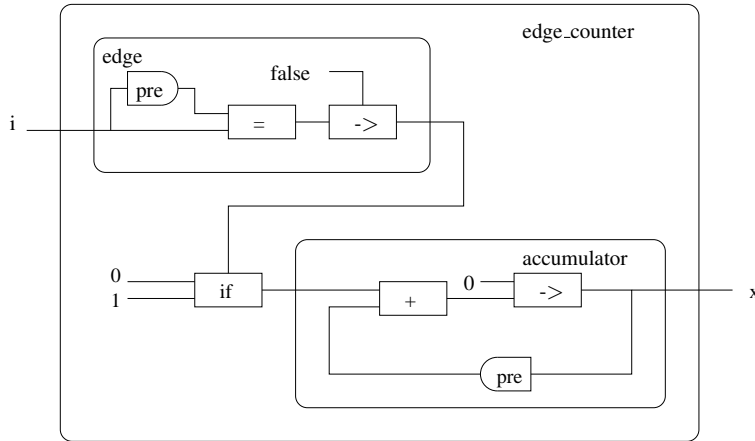 edge_counter
edge
pre
false
i
=
->
0
1
if
accumulator
0
+
->
x
pre